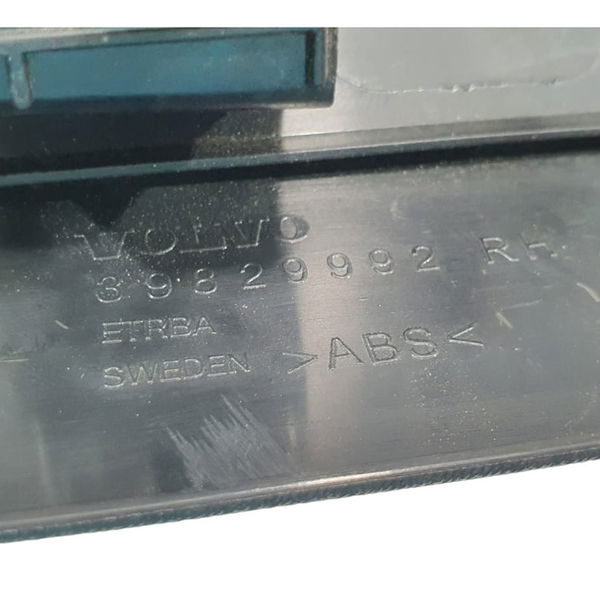 VOLVO
39829992 RH
ETRBA
SWEDEN >ABS<